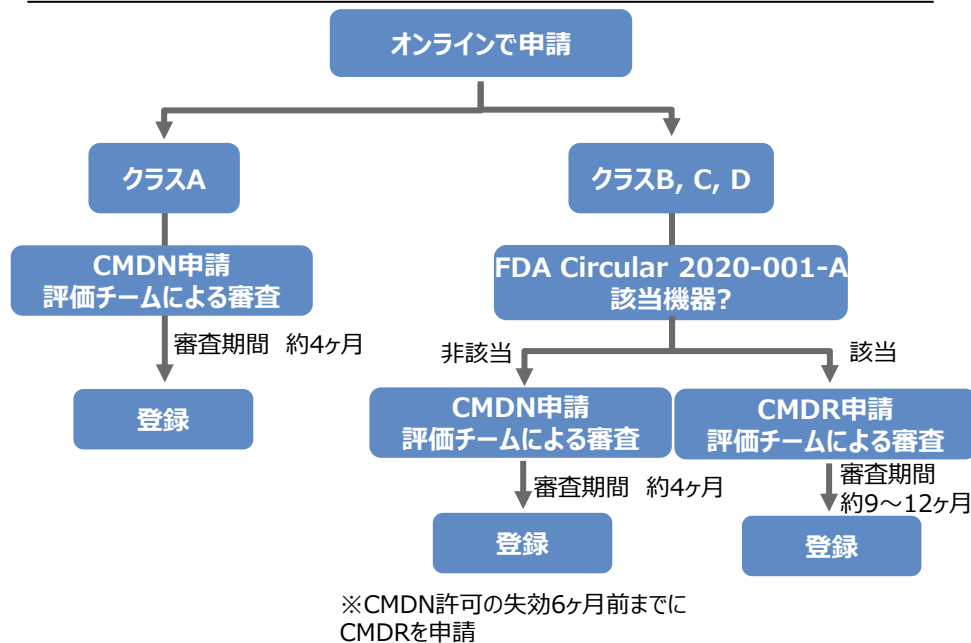 オンラインで申請
クラスA
クラスB, C, D
CMDN申請
評価チームによる審査
FDA Circular 2020-001-A
該当機器?
審査期間 約4ヶ月
非該当
該当
登録
CMDN申請
評価チームによる審査
CMDR申請
評価チームによる審査
審査期間 約4ヶ月
審査期間
約9～12ヶ月
登録
登録
※CMDN許可の失効6ヶ月前までに
CMDRを申請